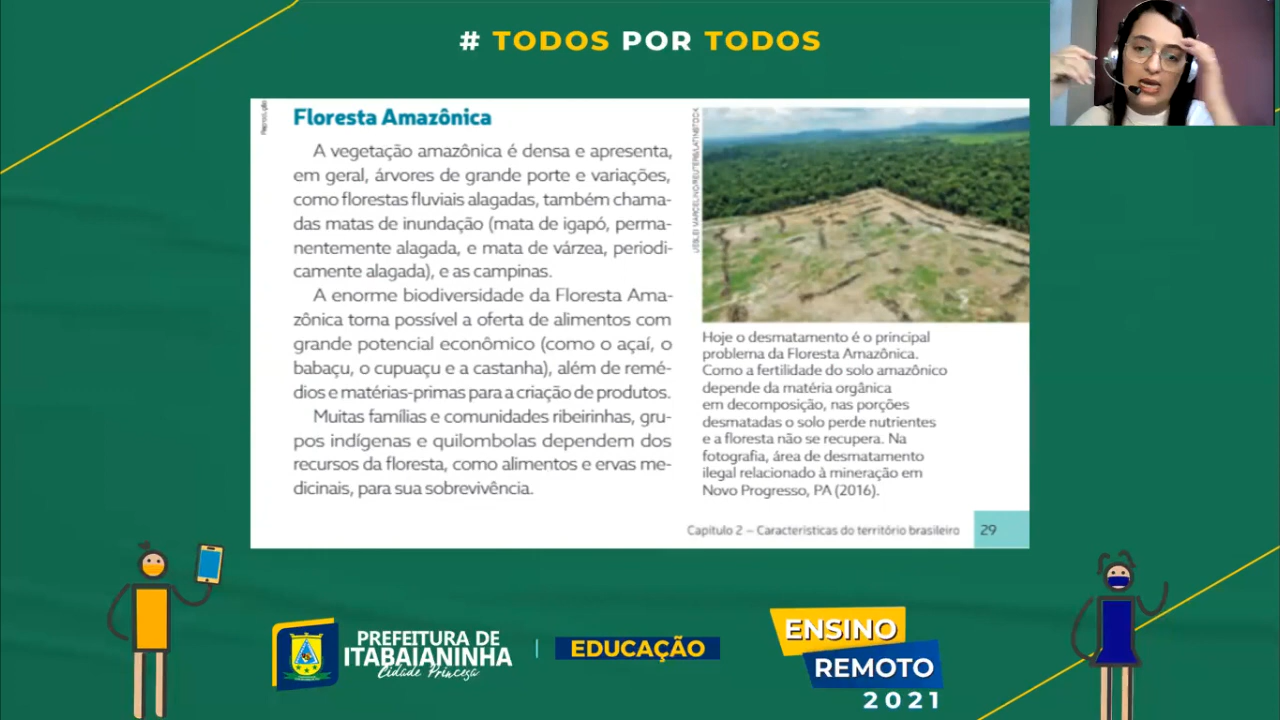 # TODOS POR TODOS
Reprodução
Floresta Amazônica
A vegetação amazônica é densa e apresenta,
em geral, árvores de grande porte e variações,
como florestas fluviais alagadas, também chama-
das matas de inundação (mata de igapó, perma-
nentemente alagada, e mata de várzea, periodi-
camente alagada), e as campinas.
A enorme biodiversidade da Floresta Ama-
zônica torna possível a oferta de alimentos com
grande potencial econômico (como o açaí, o
babaçu, o cupuaçu e a castanha), além de remé-
dios e matérias-primas para a criação de produtos.
Muitas famílias e comunidades ribeirinhas, gru-
pos indígenas e quilombolas dependem dos
recursos da floresta, como alimentos e ervas me-
dicinais, para sua sobrevivência.
MARCELINO/REUTERS/LATINSTOCK
Hoje o desmatamento é o principal
problema da Floresta Amazônica.
Como a fertilidade do solo amazônico
depende da matéria orgânica
em decomposição, nas porções
desmatadas o solo perde nutrientes
e a floresta não se recupera. Na
fotografia, área de desmatamento
ilegal relacionado à mineração em
Novo Progresso, PA (2016).
Capítulo 2 – Características do território brasileiro 29
PREFEITURA DE
ITABAIANINHA
Cidade Princesa
EDUCAÇÃO
ENSINO
REMOTO
2021